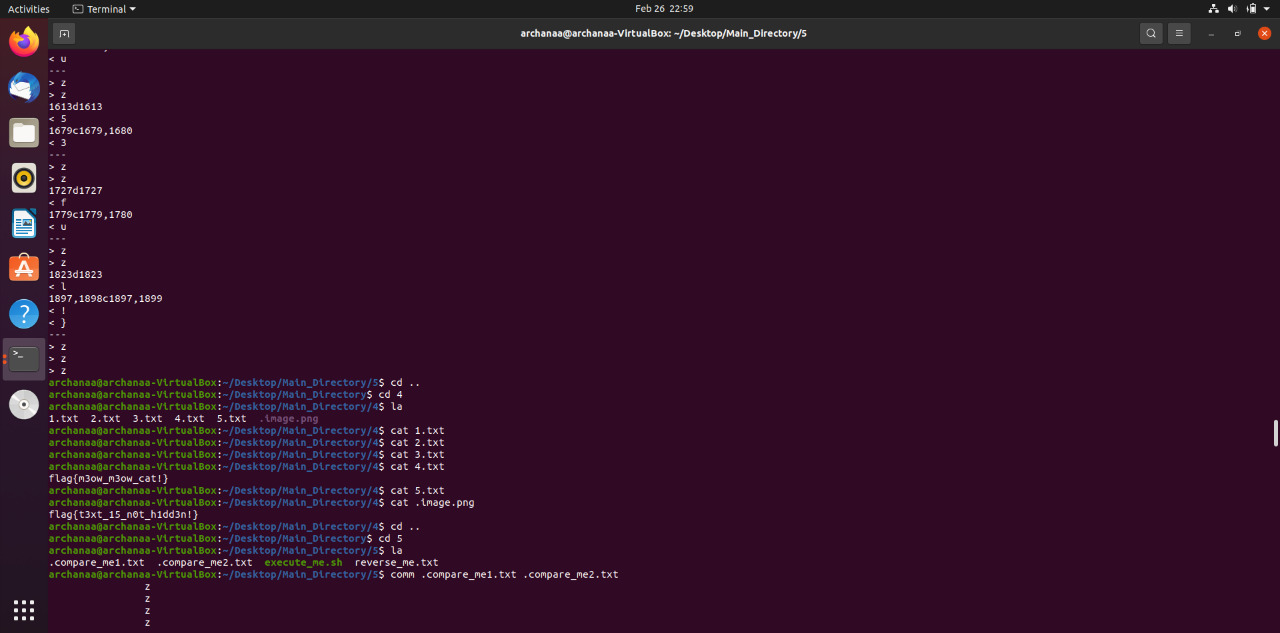 Activities
Terminal
Feb 26 22:59
archanaa@archanaa-VirtualBox: ~/Desktop/Main_Directory/5
< u
---
> z
> z
1613d1613
< 5
1679c1679,1680
< 3
---
> z
> z
1727d1727
< f
1779c1779,1780
< u
---
> z
> z
1823d1823
< l
1897,1898c1897,1899
< !
< }
---
> z
> z
> z
archanaa@archanaa-VirtualBox:~/Desktop/Main_Directory/5$ cd ..
archanaa@archanaa-VirtualBox:~/Desktop/Main_Directory$ cd 4
archanaa@archanaa-VirtualBox:~/Desktop/Main_Directory/4$ la
1.txt  2.txt  3.txt  4.txt  5.txt  .image.png
archanaa@archanaa-VirtualBox:~/Desktop/Main_Directory/4$ cat 1.txt
archanaa@archanaa-VirtualBox:~/Desktop/Main_Directory/4$ cat 2.txt
archanaa@archanaa-VirtualBox:~/Desktop/Main_Directory/4$ cat 3.txt
archanaa@archanaa-VirtualBox:~/Desktop/Main_Directory/4$ cat 4.txt
flag{m3ow_m3ow_cat!}
archanaa@archanaa-VirtualBox:~/Desktop/Main_Directory/4$ cat 5.txt
archanaa@archanaa-VirtualBox:~/Desktop/Main_Directory/4$ cat .image.png
flag{t3xt_15_n0t_h1dd3n!}
archanaa@archanaa-VirtualBox:~/Desktop/Main_Directory/4$ cd ..
archanaa@archanaa-VirtualBox:~/Desktop/Main_Directory$ cd 5
archanaa@archanaa-VirtualBox:~/Desktop/Main_Directory/5$ la
.compare_me1.txt  .compare_me2.txt  execute_me.sh  reverse_me.txt
archanaa@archanaa-VirtualBox:~/Desktop/Main_Directory/5$ comm .compare_me1.txt .compare_me2.txt
z
z
z
z